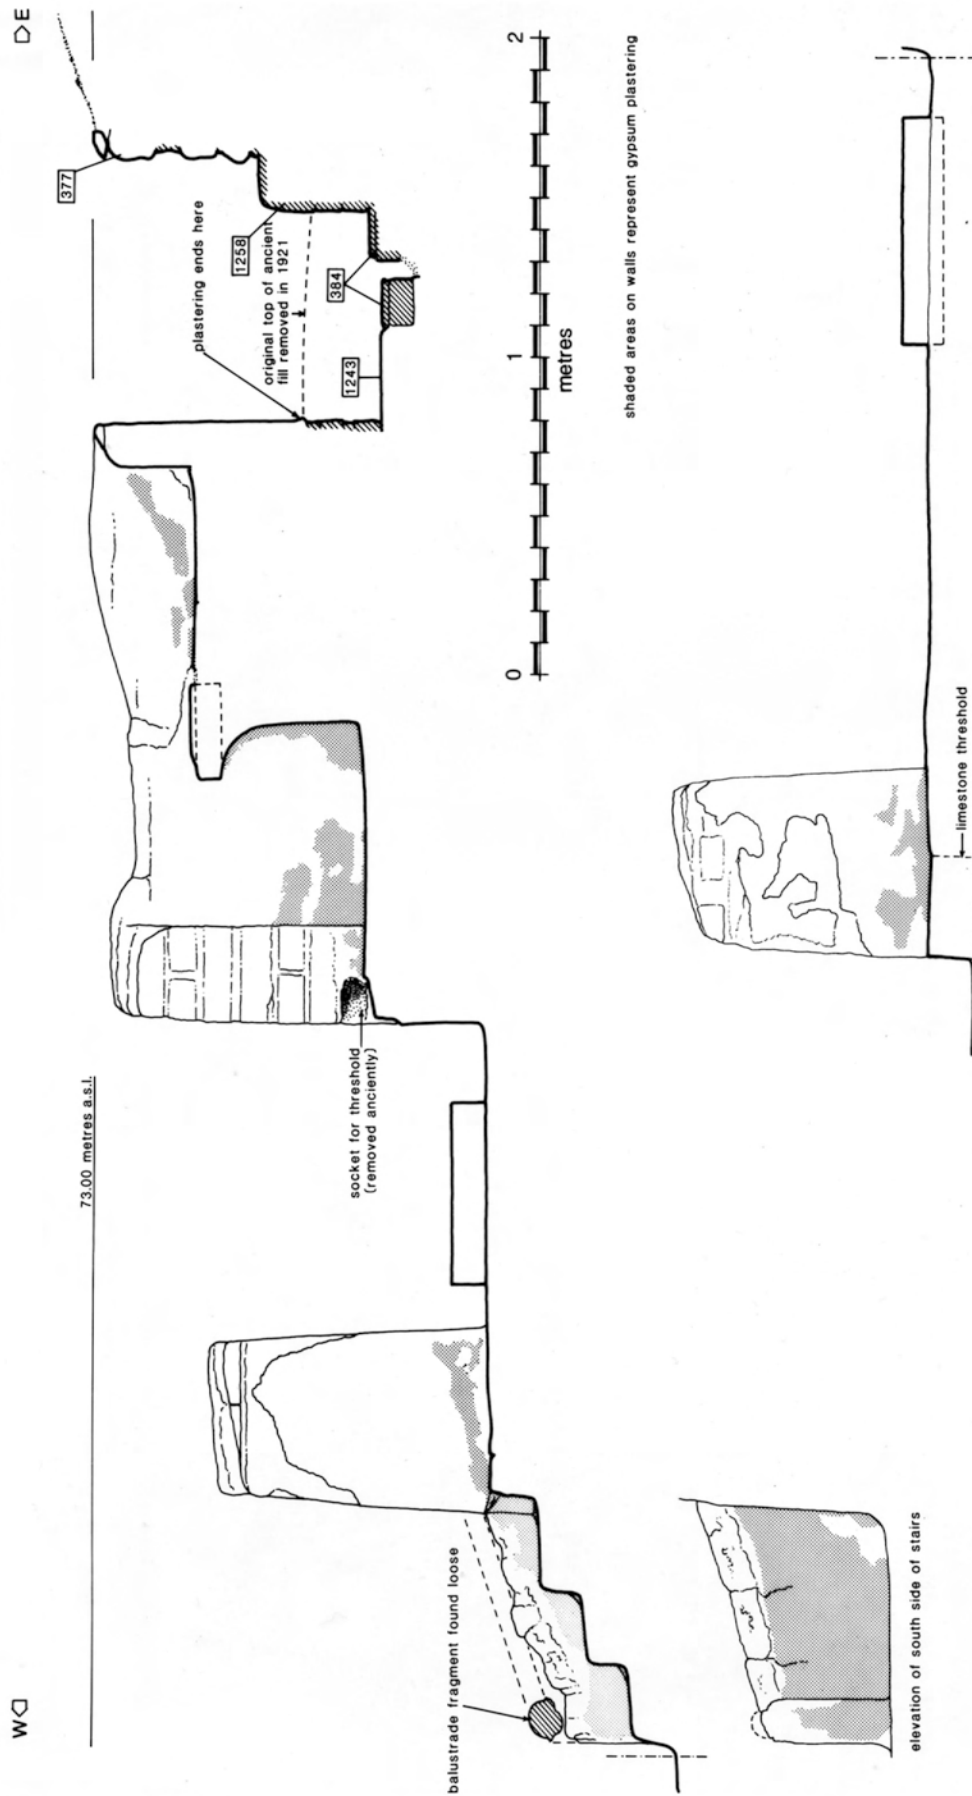 W
E
73.00 metres a.s.l.
377
1258
plastering ends here
original top of ancient
fill removed in 1921
384
1243
socket for threshold
(removed anciently)
balustrade fragment found loose
0
1
2
metres
shaded areas on walls represent gypsum plastering
elevation of south side of stairs
limestone threshold